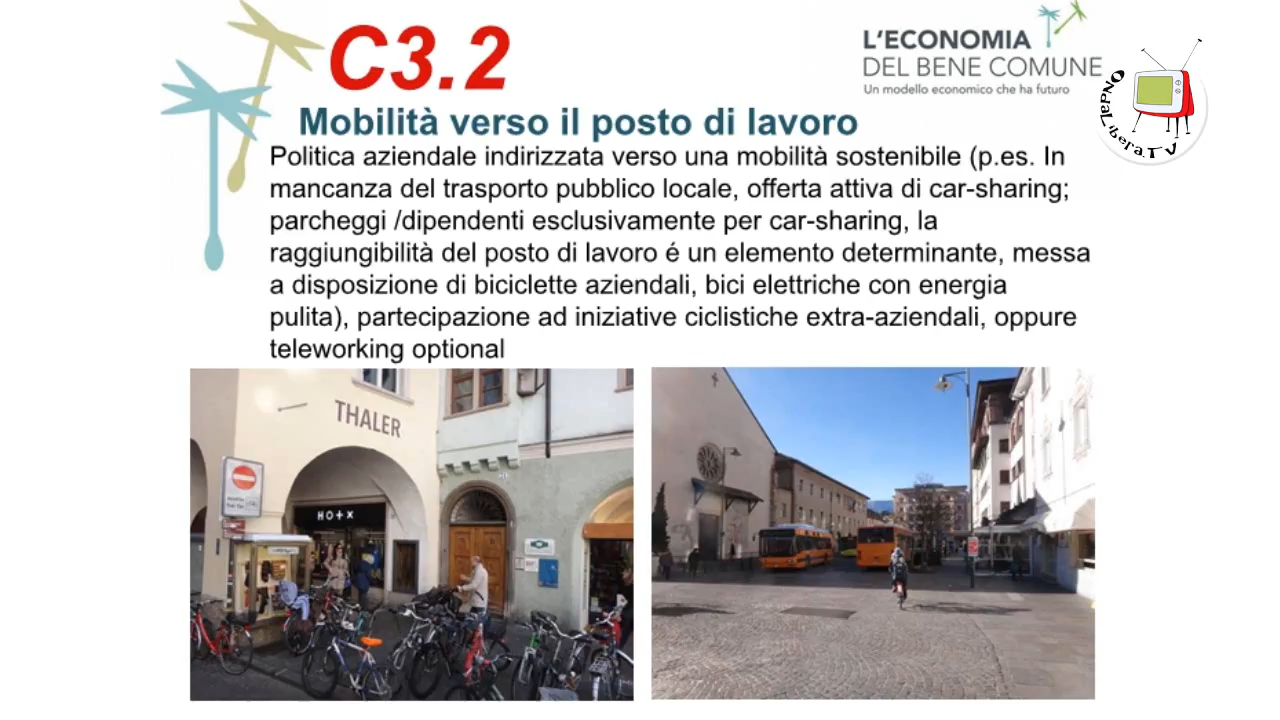 C3.2
L'ECONOMIA
DEL BENE COMUNE
Un modello economico che ha futuro
OndaLibera.TV
Mobilità verso il posto di lavoro
Politica aziendale indirizzata verso una mobilità sostenibile (p.es. In
mancanza del trasporto pubblico locale, offerta attiva di car-sharing;
parcheggi /dipendenti esclusivamente per car-sharing, la
raggiungibilità del posto di lavoro é un elemento determinante, messa
a disposizione di biciclette aziendali, bici elettriche con energia
pulita), partecipazione ad iniziative ciclistiche extra-aziendali, oppure
teleworking optional
THALER